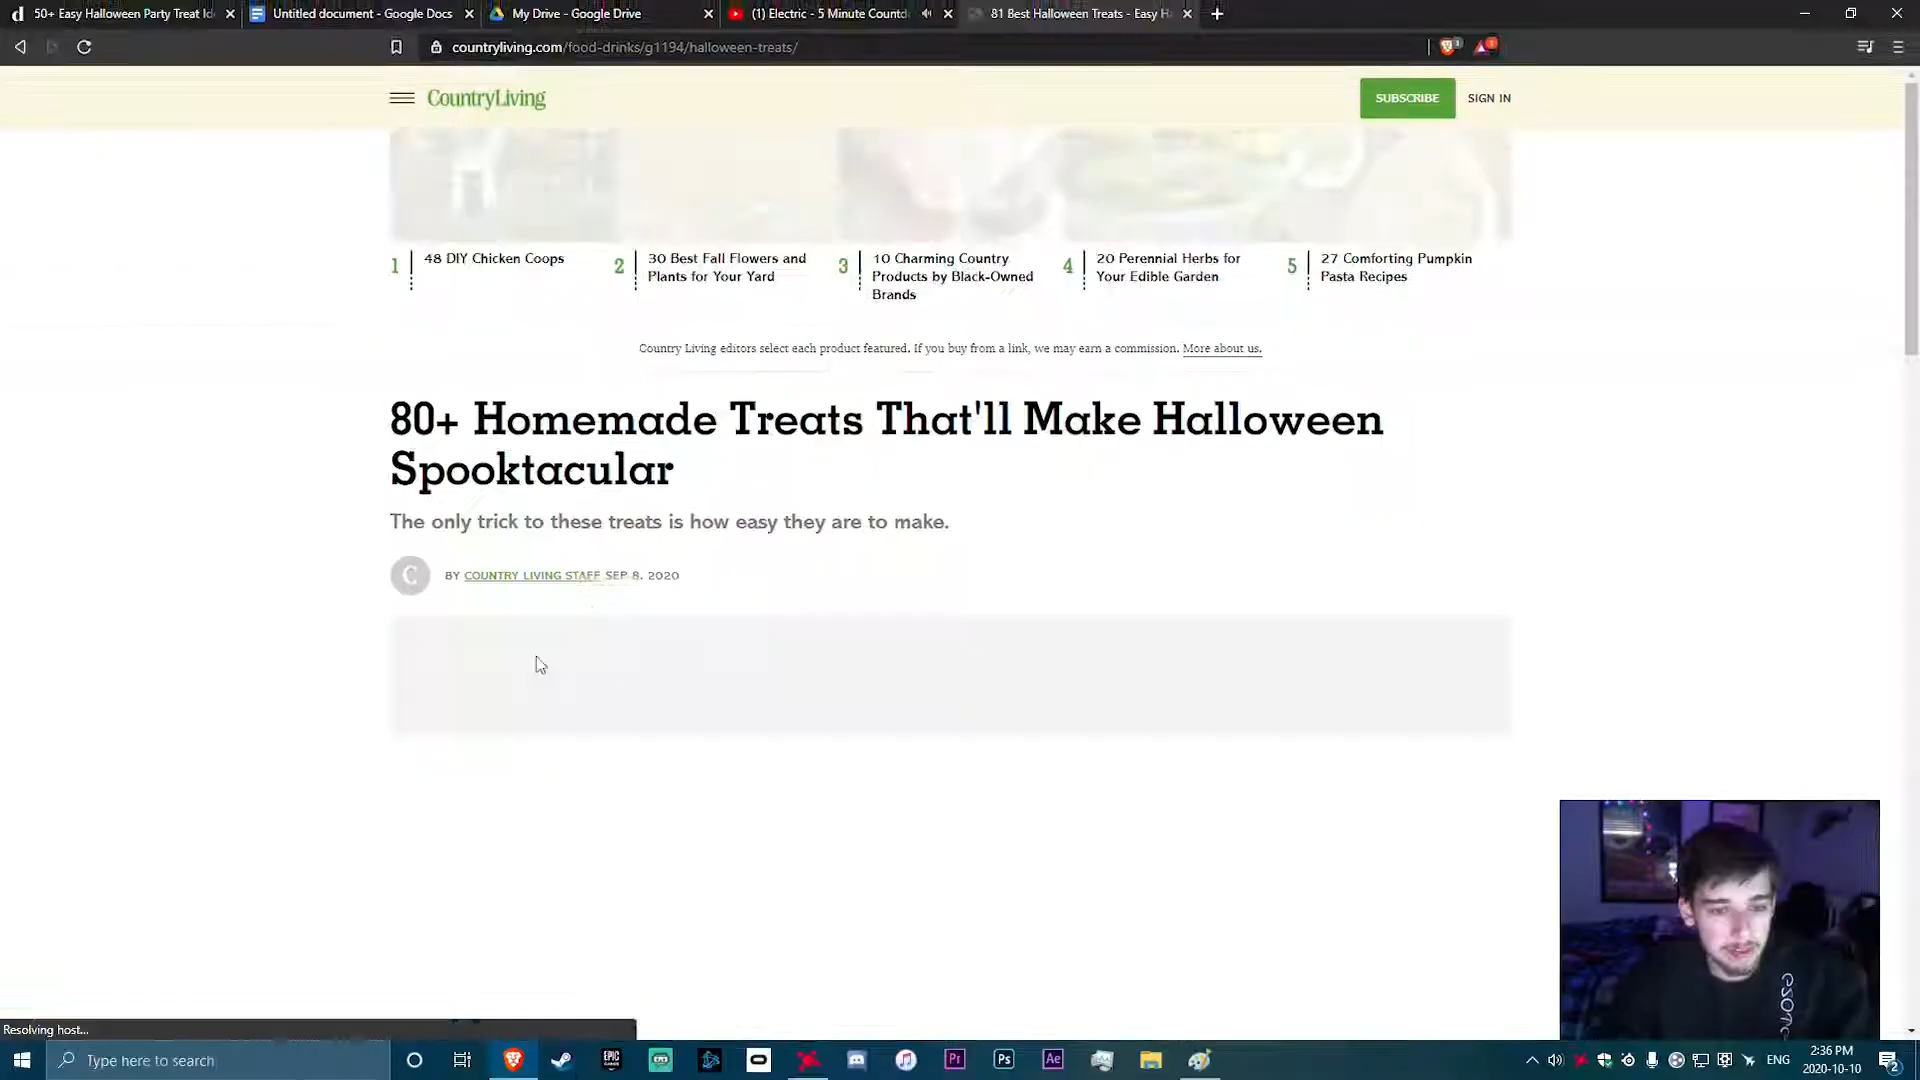 50+ Easy Halloween Party Treat Id
Untitled document - Google Docs
My Drive - Google Drive
(1) Electric - 5 Minute Countd
81 Best Halloween Treats - Easy H
countryliving.com/food-drinks/g1194/halloween-treats/
CountryLiving
SUBSCRIBE
SIGN IN
1
48 DIY Chicken Coops
2
30 Best Fall Flowers and
Plants for Your Yard
3
10 Charming Country
Products by Black-Owned
Brands
4
20 Perennial Herbs for
Your Edible Garden
5
27 Comforting Pumpkin
Pasta Recipes
Country Living editors select each product featured. If you buy from a link, we may earn a commission. More about us.
80+ Homemade Treats That'll Make Halloween
Spooktacular
The only trick to these treats is how easy they are to make.
C
BY COUNTRY LIVING STAFF SEP 8, 2020
Resolving host...
Type here to search
EPIC
GAMES
Pr
Ps
Ae
ENG
2:36 PM
2020-10-10
2